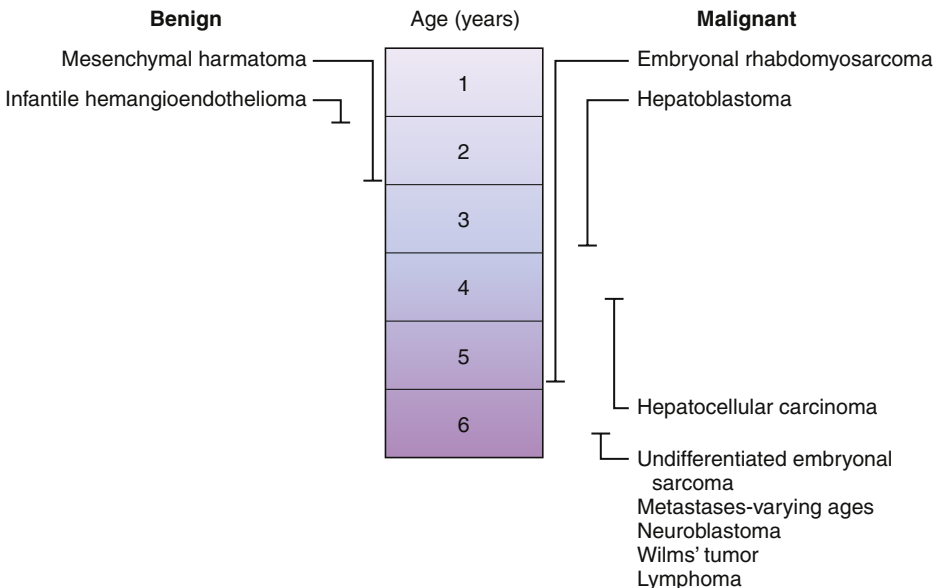 Benign
Age (years)
Malignant
Mesenchymal harmatoma
Infantile hemangioendothelioma
1
2
3
4
5
6
Embryonal rhabdomyosarcoma
Hepatoblastoma
Hepatocellular carcinoma
Undifferentiated embryonal
sarcoma
Metastases-varying ages
Neuroblastoma
Wilms’ tumor
Lymphoma